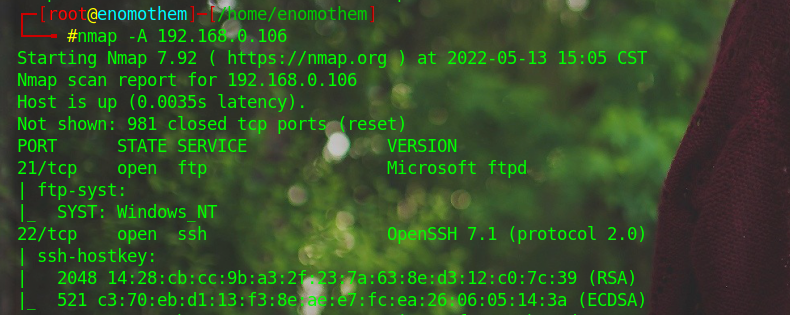 ┌─[root@enomothem]─[/home/enomothem]
└──╼ #nmap -A 192.168.0.106
Starting Nmap 7.92 ( https://nmap.org ) at 2022-05-13 15:05 CST
Nmap scan report for 192.168.0.106
Host is up (0.0035s latency).
Not shown: 981 closed tcp ports (reset)
PORT      STATE SERVICE              VERSION
21/tcp    open  ftp                  Microsoft ftpd
| ftp-syst:
|_  SYST: Windows_NT
22/tcp    open  ssh                  OpenSSH 7.1 (protocol 2.0)
| ssh-hostkey:
|   2048 14:28:cb:cc:9b:a3:2f:23:7a:63:8e:d3:12:c0:7c:39 (RSA)
|_  521 c3:70:eb:d1:13:f3:8e:ae:e7:fc:ea:26:06:05:14:3a (ECDSA)